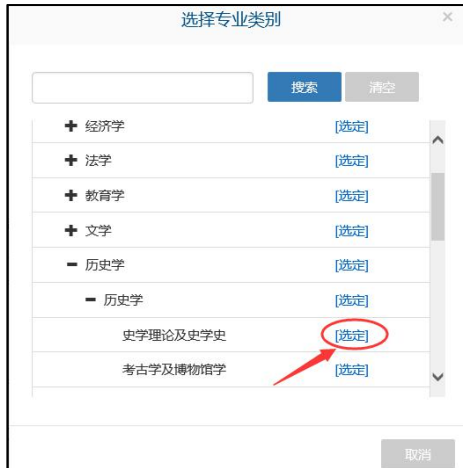 选择专业类别 ×
搜索 清空
经济学 [选定]
法学 [选定]
教育学 [选定]
文学 [选定]
历史学 [选定]
历史学 [选定]
史学理论及史学史 [选定]
考古学及博物馆学 [选定]
取消